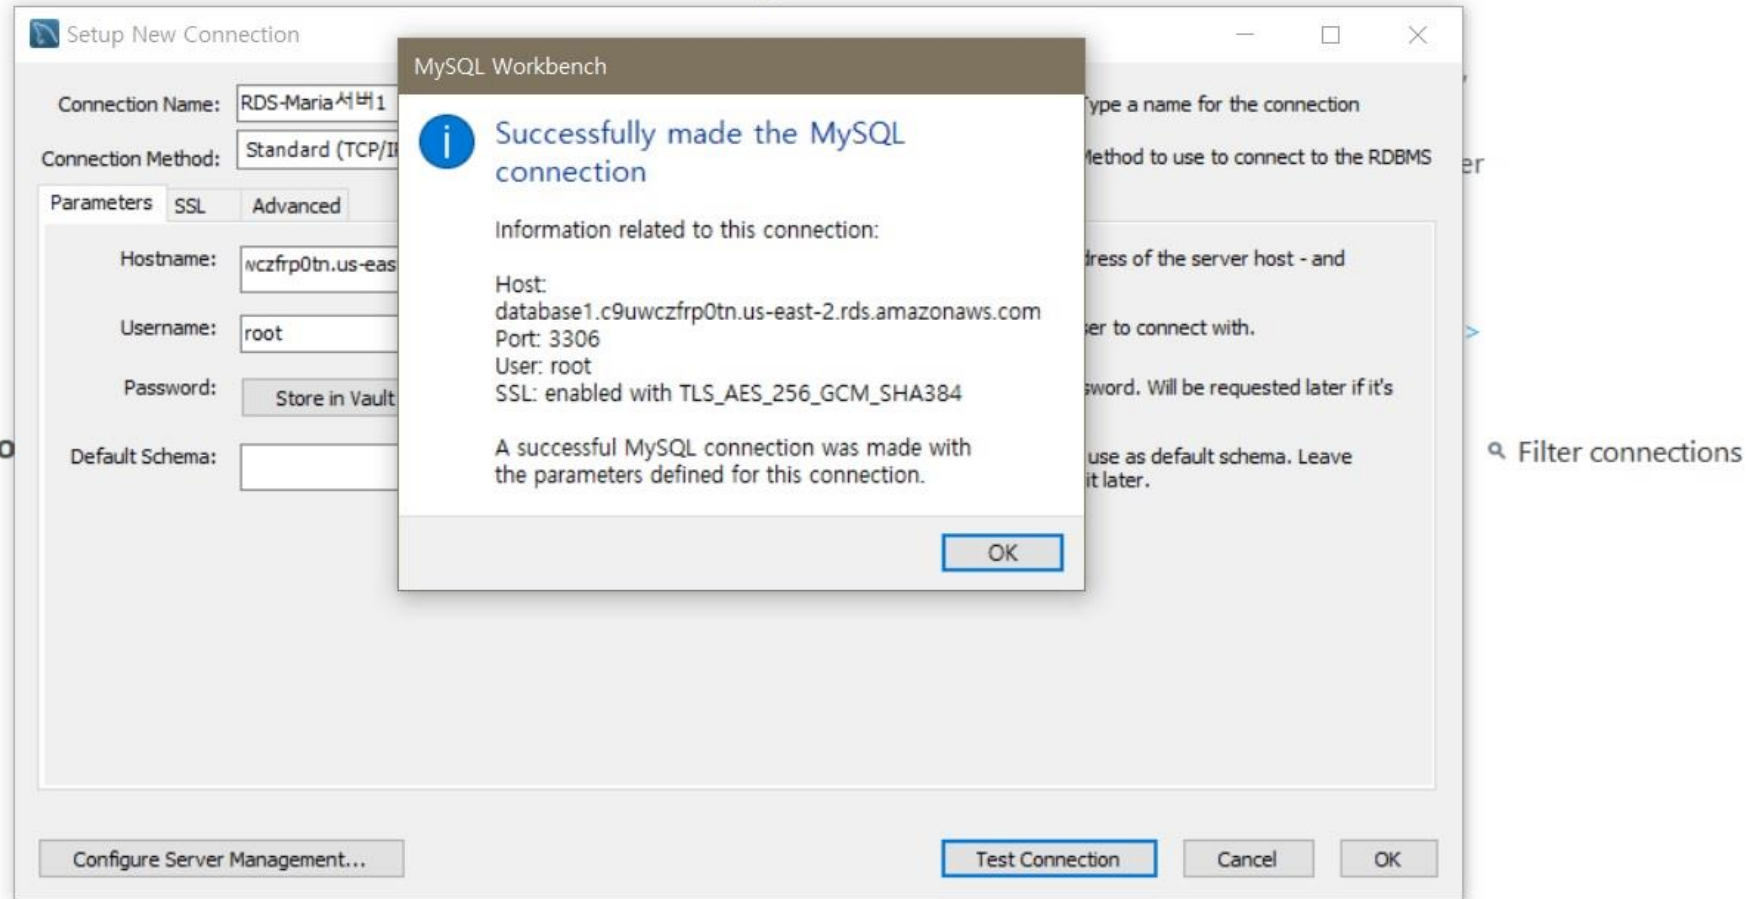 Setup New Connection
MySQL Workbench
Connection Name: RDS-Maria서버1
ype a name for the connection
Connection Method: Standard (TCP/I
ethod to use to connect to the RDBMS
er
Parameters SSL Advanced
Successfully made the MySQL
connection
Information related to this connection:
Hostname: wczfrp0tn.us-eas
dress of the server host - and
Host:
database1.c9uwczfrp0tn.us-east-2.rds.amazonaws.com
Username: root
er to connect with.
>
Port: 3306
User: root
SSL: enabled with TLS_AES_256_GCM_SHA384
Password: Store in Vault
sword. Will be requested later if it's
A successful MySQL connection was made with
the parameters defined for this connection.
Default Schema:
use as default schema. Leave
it later.
Filter connections
OK
Configure Server Management...
Test Connection Cancel OK